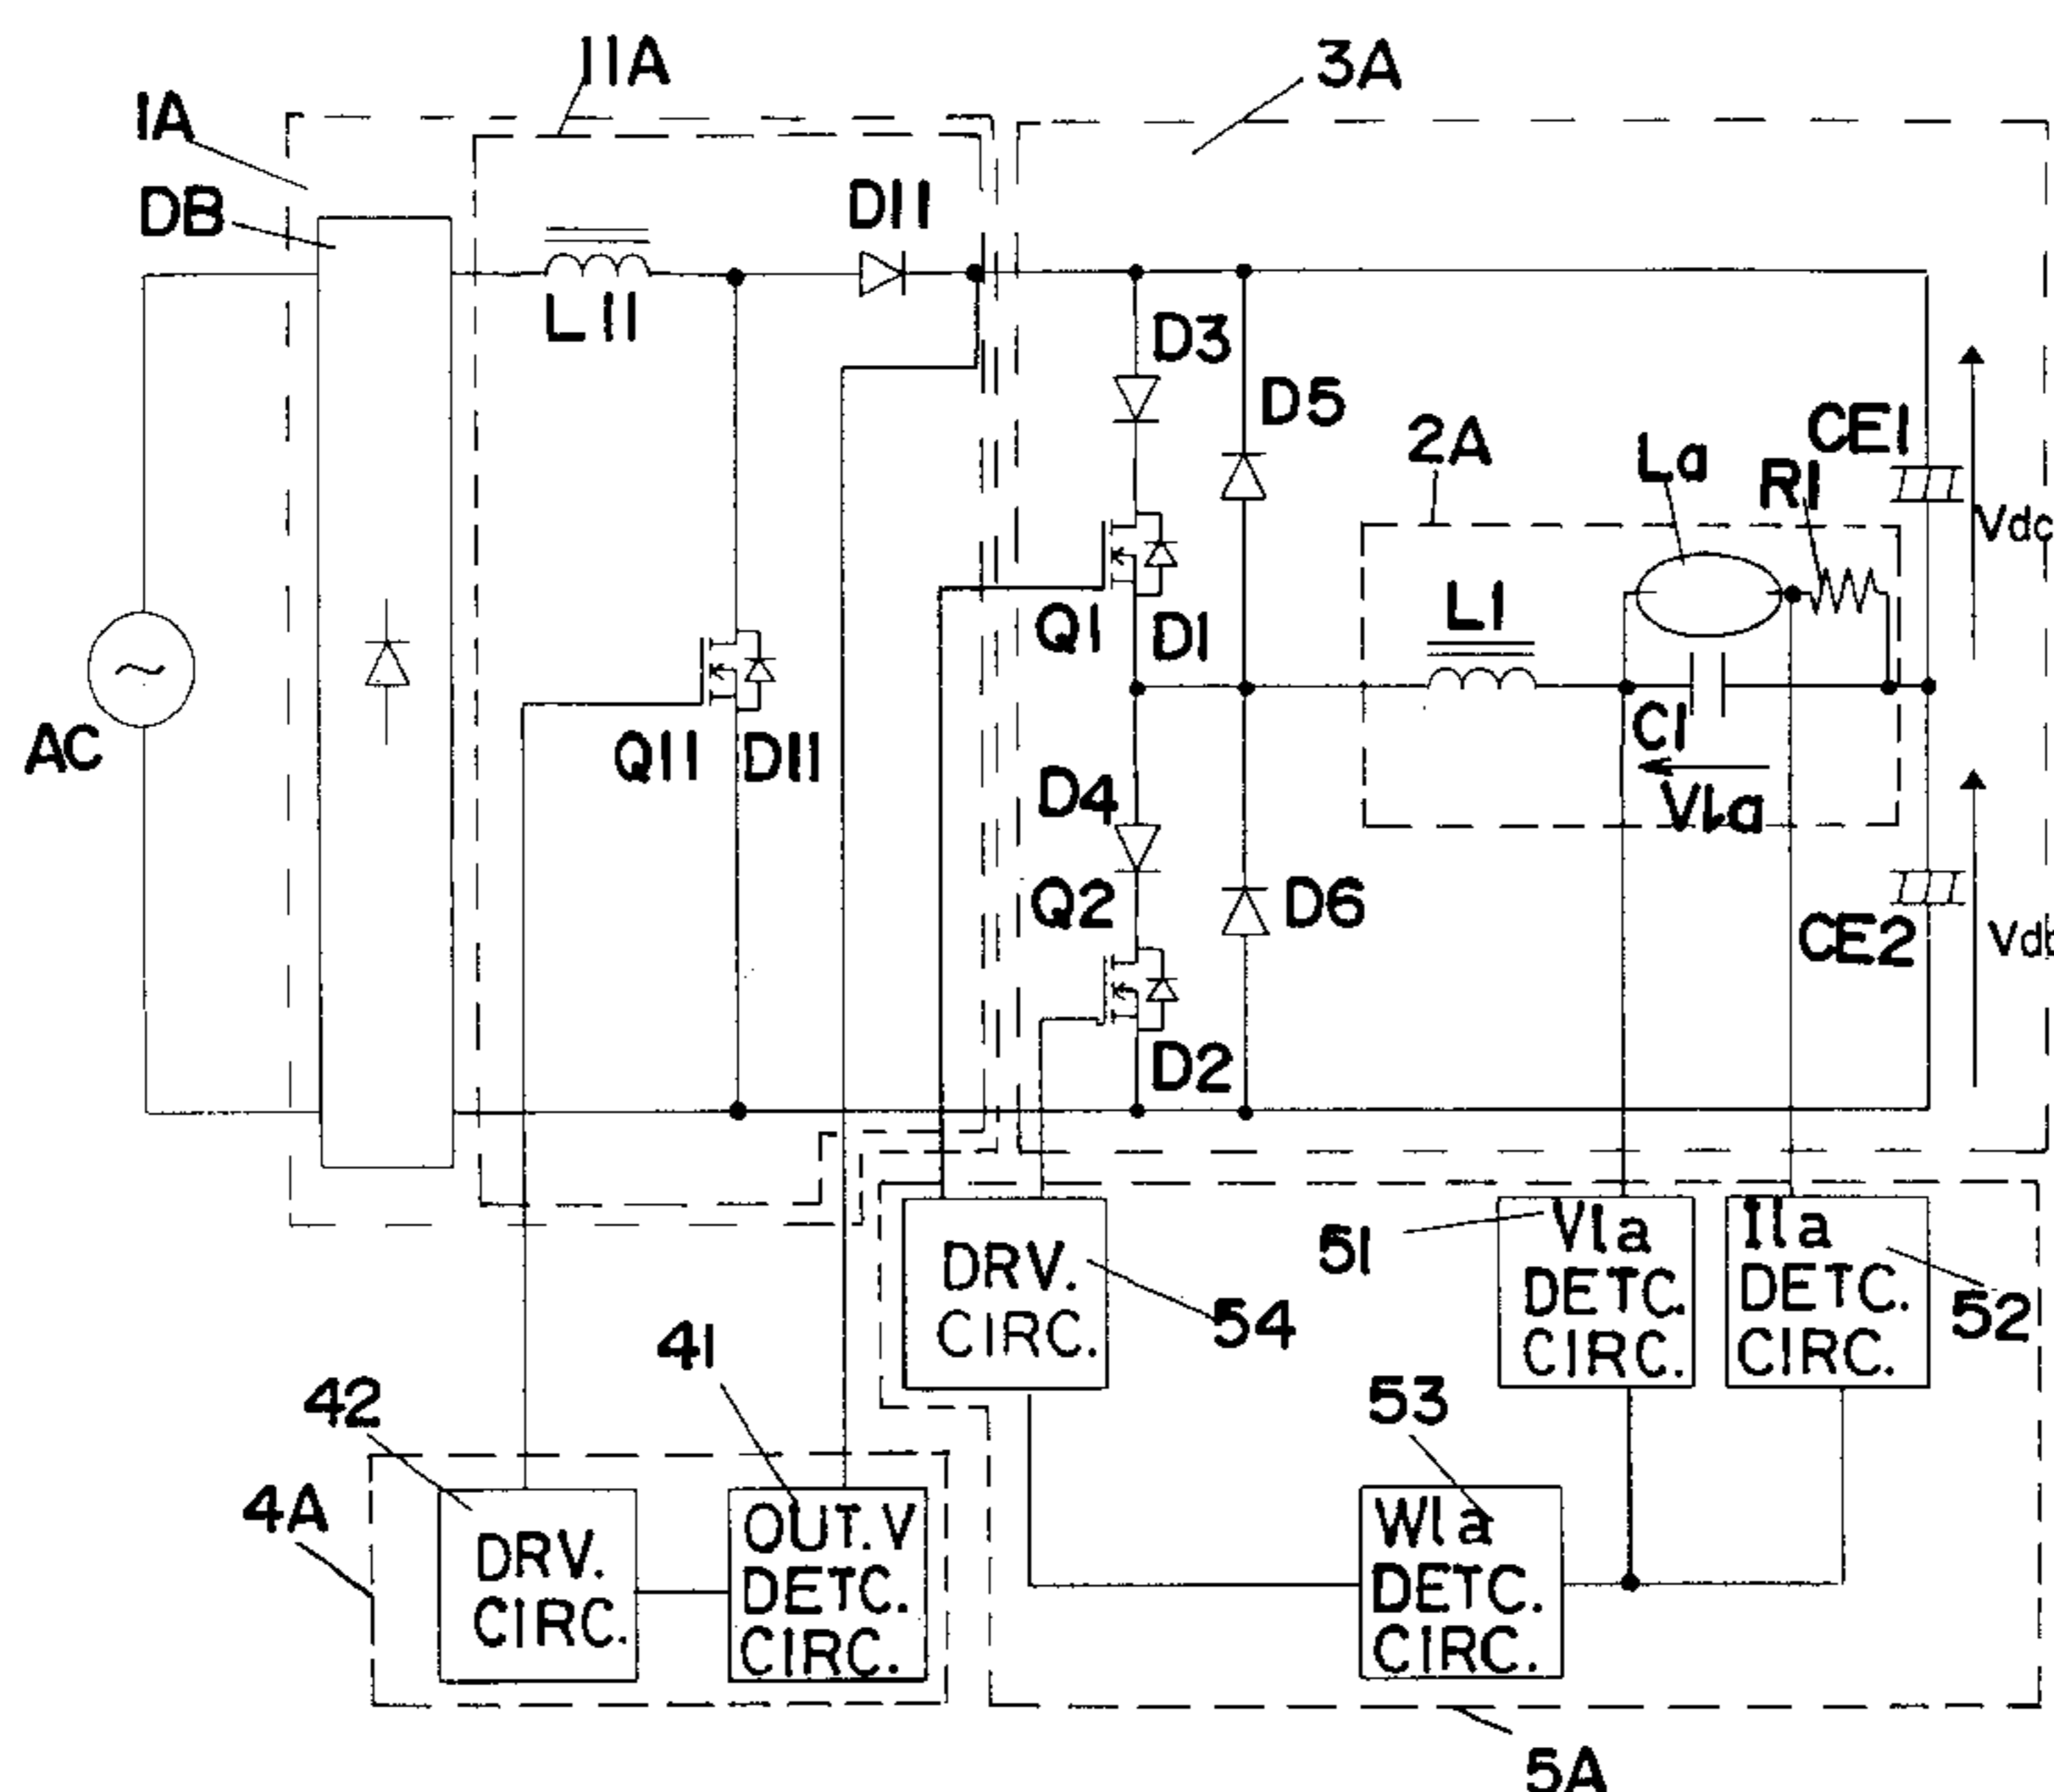 11A
3A
1A
DB
D11
L11
D3
D5
CE1
2A
La
R1
Vdc
L1
Q1
D1
AC
Q11
D11
C1
D4
Vla
Q2
D6
CE2
D2
51
Vla
DETC.
CIRC.
Ila
DETC.
CIRC.
52
DRV.
CIRC.
54
41
42
53
4A
DRV.
CIRC.
OUT.V
DETC.
CIRC.
Wla
DETC.
CIRC.
5A